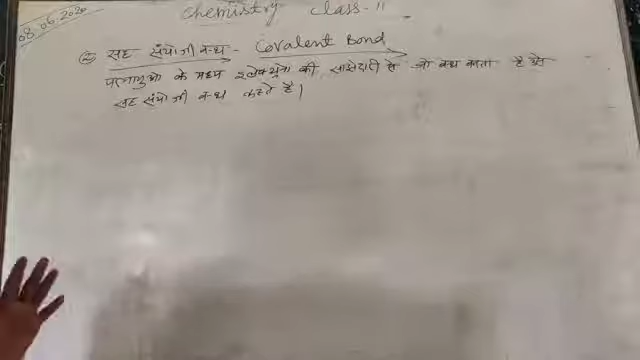 08.06.2020
Chemistry Class-11
② सह संयोजी बन्ध - Covalent Bond
परमाणुओ के मध्य इलेक्ट्रानो की साझेदारी से जो बन्ध बनता है उसे
सह संयोजी बन्ध कहते है।